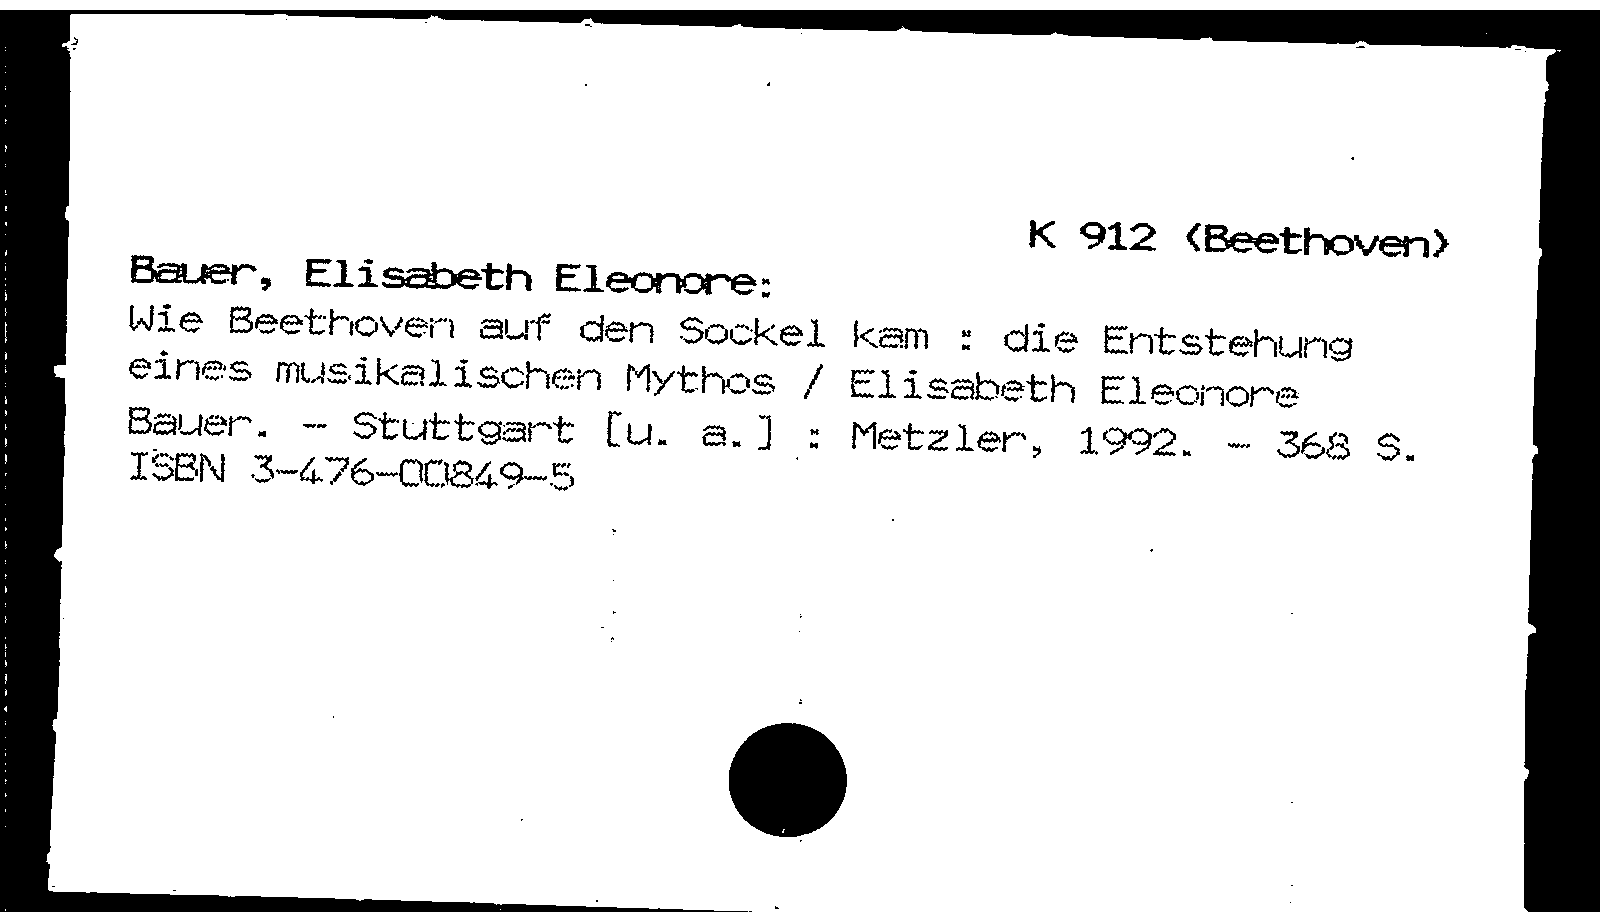 K 912 (Beethoven)
Bauer, Elisabeth Eleonore:
Wie Beethoven auf den Sockel kam : die Entstehung
eines musikalischen Mythos / Elisabeth Eleonore
Bauer. - Stuttgart [u. a.] : Metzler, 1992. - 368 S.
ISBN 3-476-00849-5